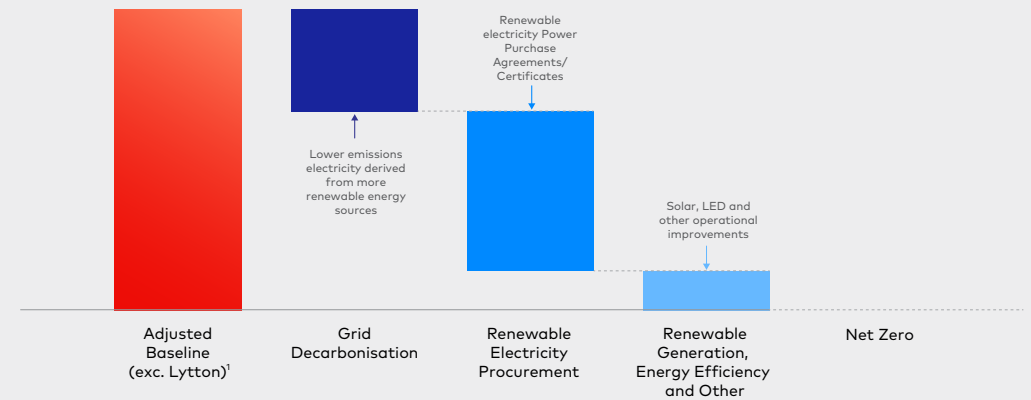 Renewable
electricity Power
Purchase
Agreements/
Certificates
Lower emissions
electricity derived
from more
renewable energy
sources
Solar, LED and
other operational
improvements
Adjusted
Baseline
(exc. Lytton)¹
Grid
Decarbonisation
Renewable
Electricity
Procurement
Renewable
Generation,
Energy Efficiency
and Other
Net Zero